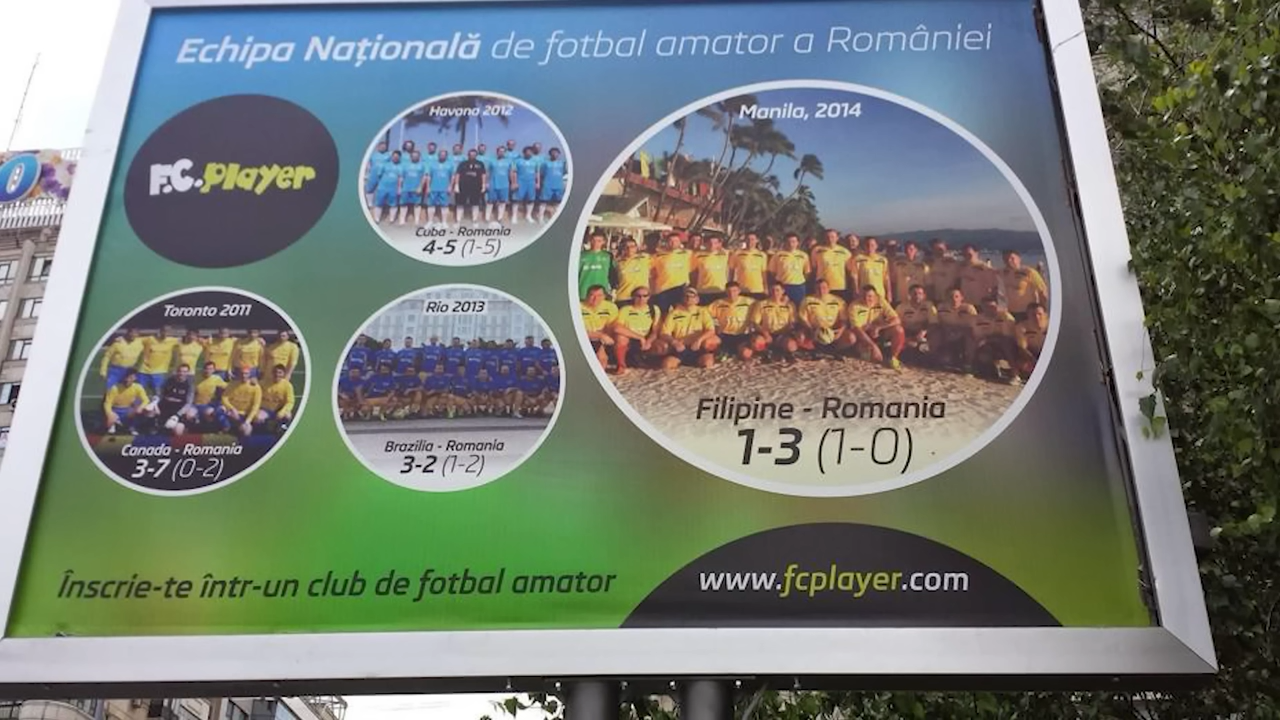 Echipa Națională de fotbal amator a României
F.C.Player
Havana 2012
Cuba - Romania
4-5 (1-5)
Manila, 2014
Filipine - Romania
1-3 (1-0)
Toronto 2011
Canada - Romania
3-7 (0-2)
Rio 2013
Brazilia - Romania
3-2 (1-2)
Înscrie-te într-un club de fotbal amator
www.fcplayer.com